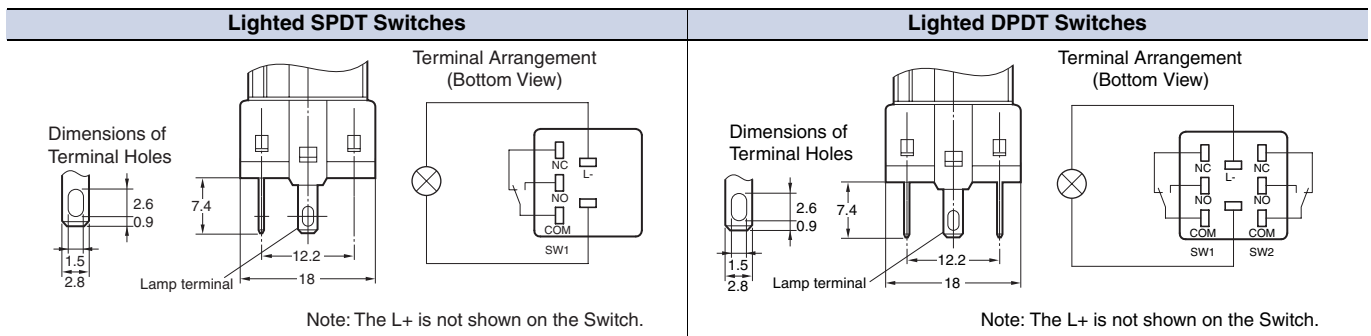 Lighted SPDT Switches
Terminal Arrangement
(Bottom View)
Dimensions of
Terminal Holes
NC
L-
NO
COM
SW1
7.4
2.6
0.9
1.5
2.8
12.2
18
Lamp terminal
Note: The L+ is not shown on the Switch.
Lighted DPDT Switches
Terminal Arrangement
(Bottom View)
Dimensions of
Terminal Holes
NC
NC
L-
NO
NO
COM
COM
SW1
SW2
7.4
2.6
0.9
1.5
2.8
12.2
18
Lamp terminal
Note: The L+ is not shown on the Switch.